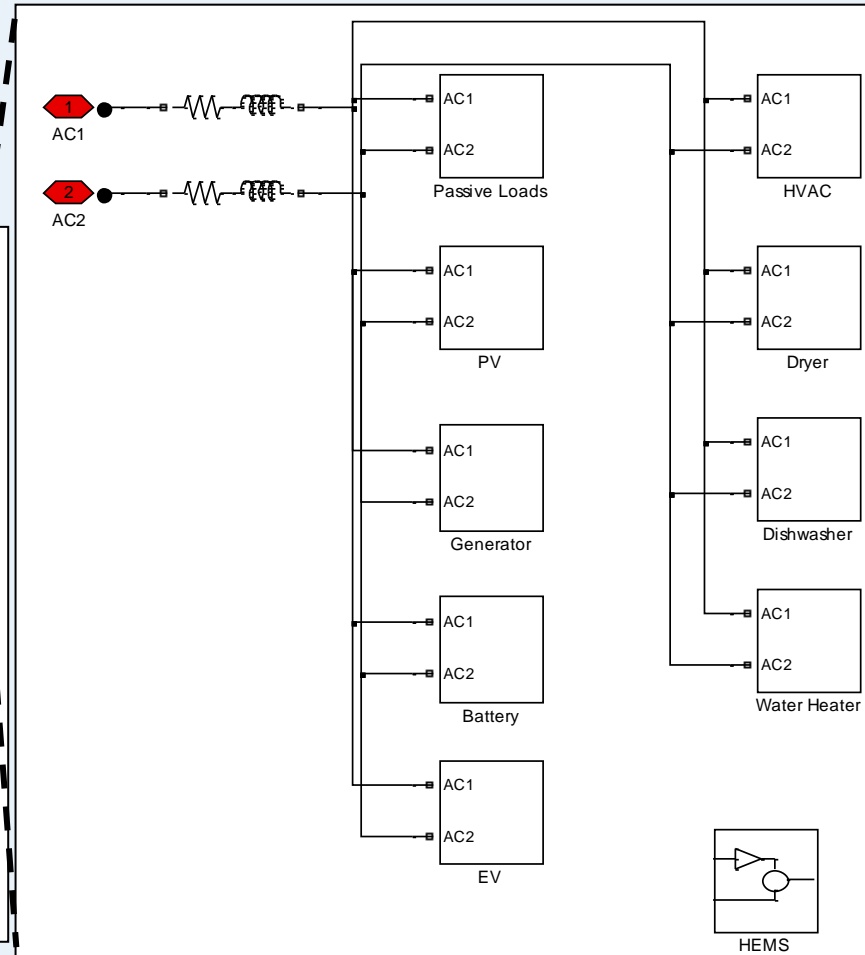 1
AC1
2
AC2
AC1
AC2
Passive Loads
AC1
AC2
PV
AC1
AC2
Generator
AC1
AC2
Battery
AC1
AC2
EV
AC1
AC2
HVAC
AC1
AC2
Dryer
AC1
AC2
Dishwasher
AC1
AC2
Water Heater
HEMS